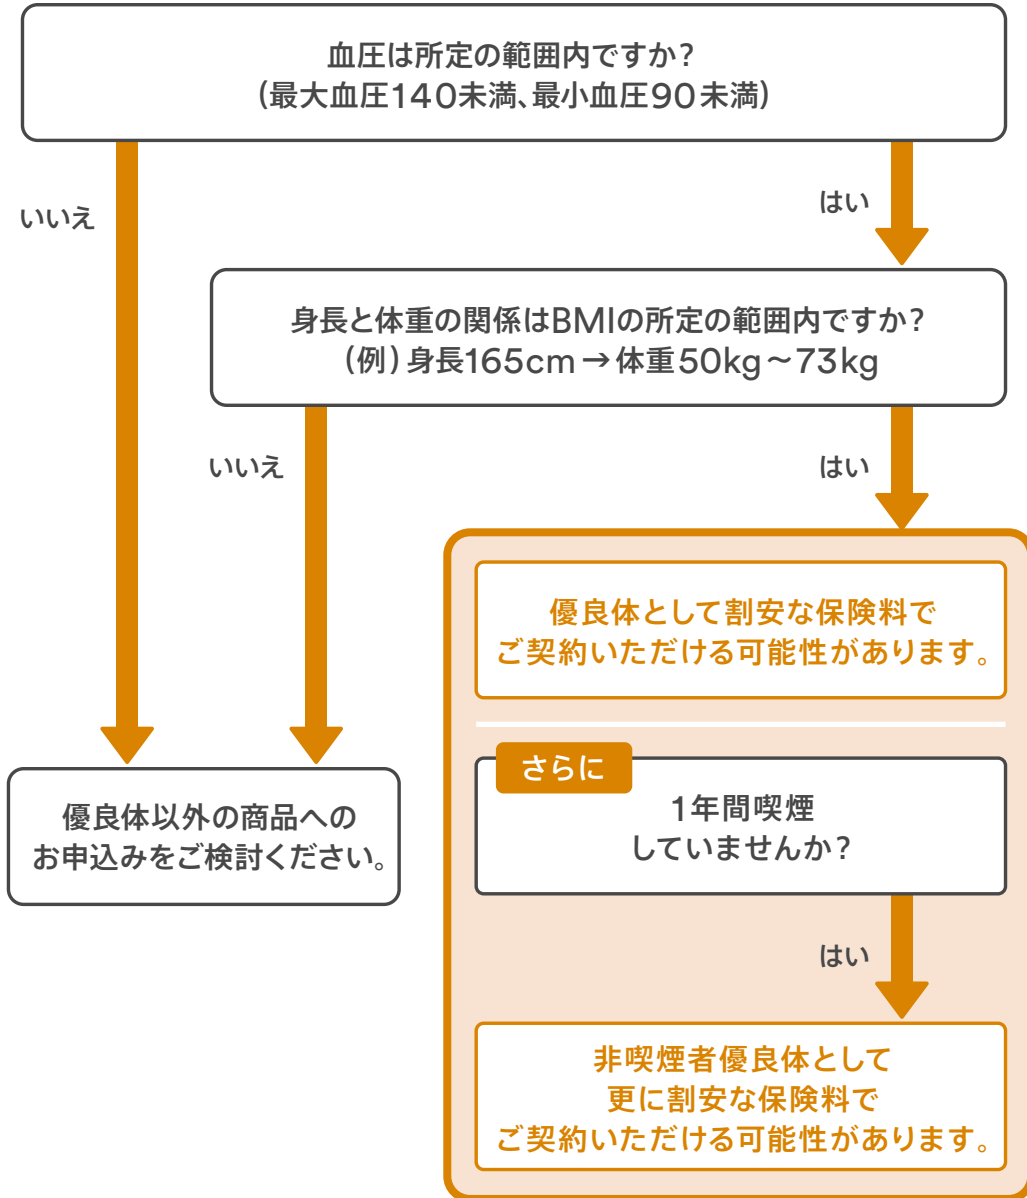 血圧は所定の範囲内ですか?
(最大血圧140未満、最小血圧90未満)
いいえ
はい
身長と体重の関係はBMIの所定の範囲内ですか?
(例)身長165cm→体重50kg～73kg
いいえ
はい
優良体として割安な保険料で
ご契約いただける可能性があります。
さらに
1年間喫煙
していませんか?
優良体以外の商品への
お申込みをご検討ください。
はい
非喫煙者優良体として
更に割安な保険料で
ご契約いただける可能性があります。